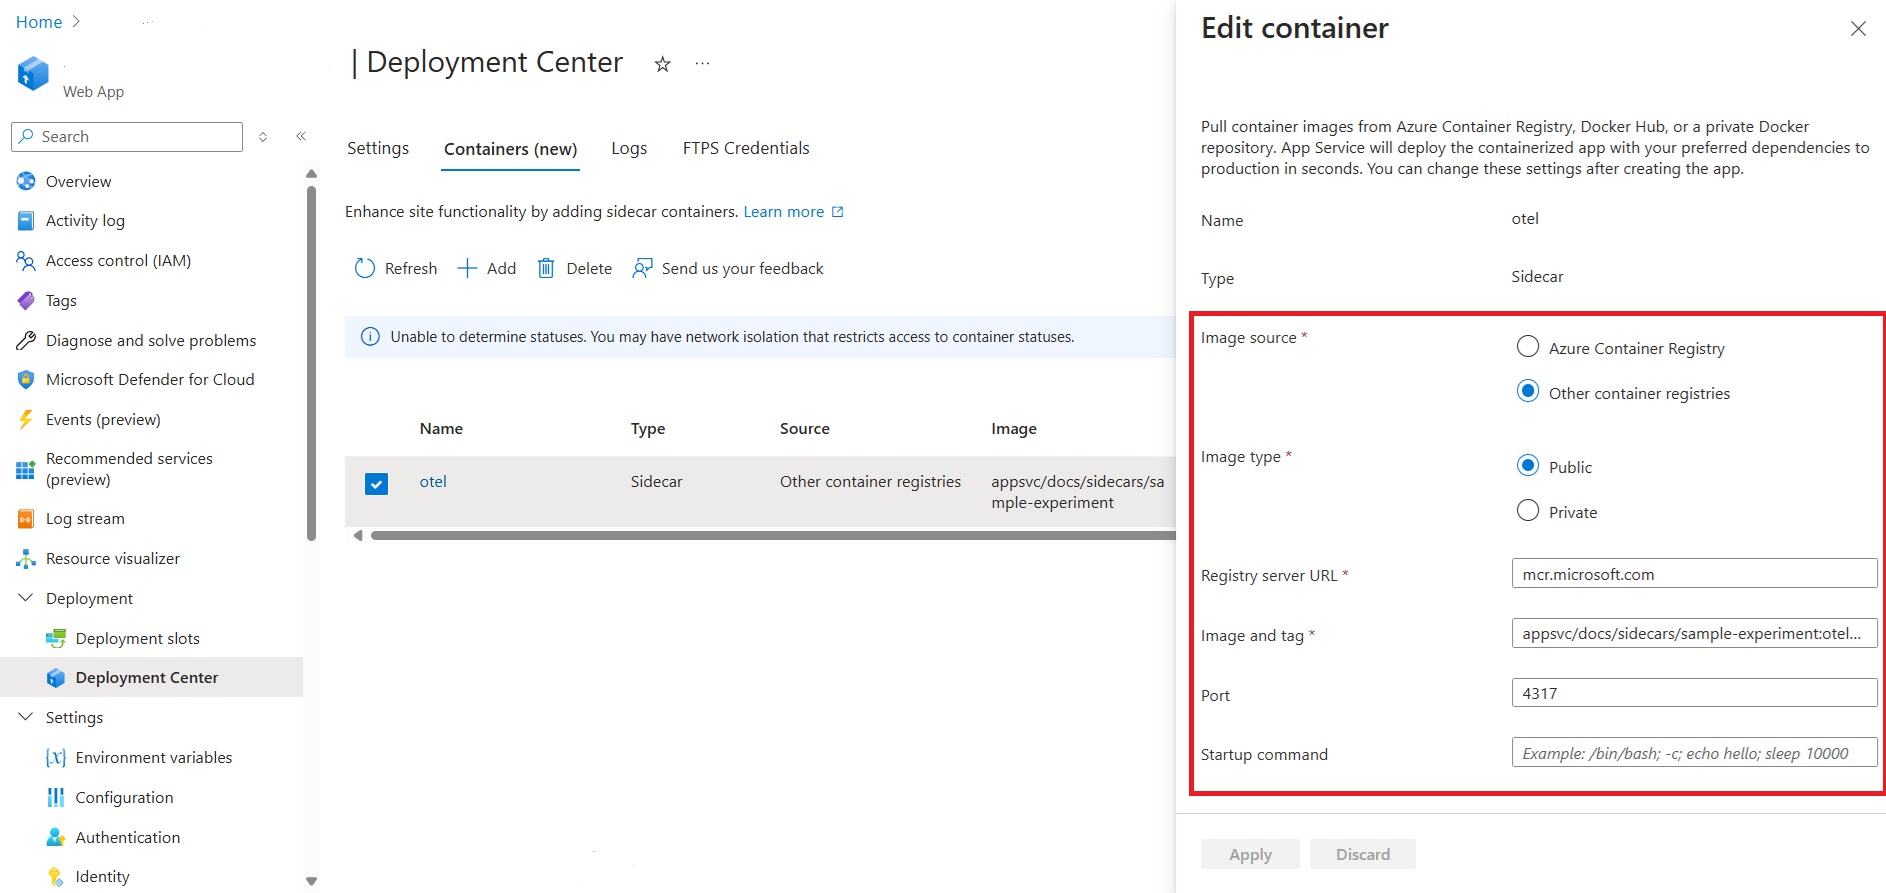 Home
Web App
Search
Overview
Activity log
Access control (IAM)
Tags
Diagnose and solve problems
Microsoft Defender for Cloud
Events (preview)
Recommended services
(preview)
Log stream
Resource visualizer
Deployment
Deployment slots
Deployment Center
Settings
Environment variables
Configuration
Authentication
Identity
| Deployment Center
Settings Containers (new) Logs FTPS Credentials
Enhance site functionality by adding sidecar containers. Learn more
Refresh Add Delete Send us your feedback
Unable to determine statuses. You may have network isolation that restricts access to container statuses.
Name Type Source Image
otel Sidecar Other container registries appsvc/docs/sidecars/sa
mple-experiment
Edit container
Pull container images from Azure Container Registry, Docker Hub, or a private Docker
repository. App Service will deploy the containerized app with your preferred dependencies to
production in seconds. You can change these settings after creating the app.
Name otel
Type Sidecar
Image source * Azure Container Registry
Other container registries
Image type * Public
Private
Registry server URL * mcr.microsoft.com
Image and tag * appsvc/docs/sidecars/sample-experiment:otel...
Port 4317
Startup command Example: /bin/bash; -c; echo hello; sleep 10000
Apply Discard